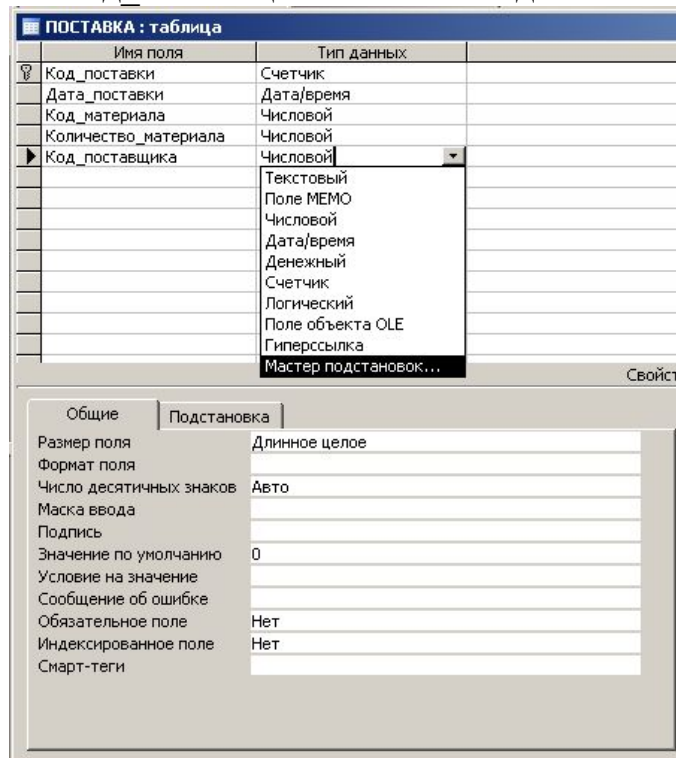 ПОСТАВКА : таблица
Имя поля Тип данных
Код_поставки Счетчик
Дата_поставки Дата/время
Код_материала Числовой
Количество_материала Числовой
Код_поставщика Числовой
Текстовый
Поле MEMO
Числовой
Дата/время
Денежный
Счетчик
Логический
Поле объекта OLE
Гиперссылка
Мастер подстановок...
Свойст
Общие Подстановка
Размер поля Длинное целое
Формат поля
Число десятичных знаков Авто
Маска ввода
Подпись
Значение по умолчанию 0
Условие на значение
Сообщение об ошибке
Обязательное поле Нет
Индексированное поле Нет
Смарт-теги